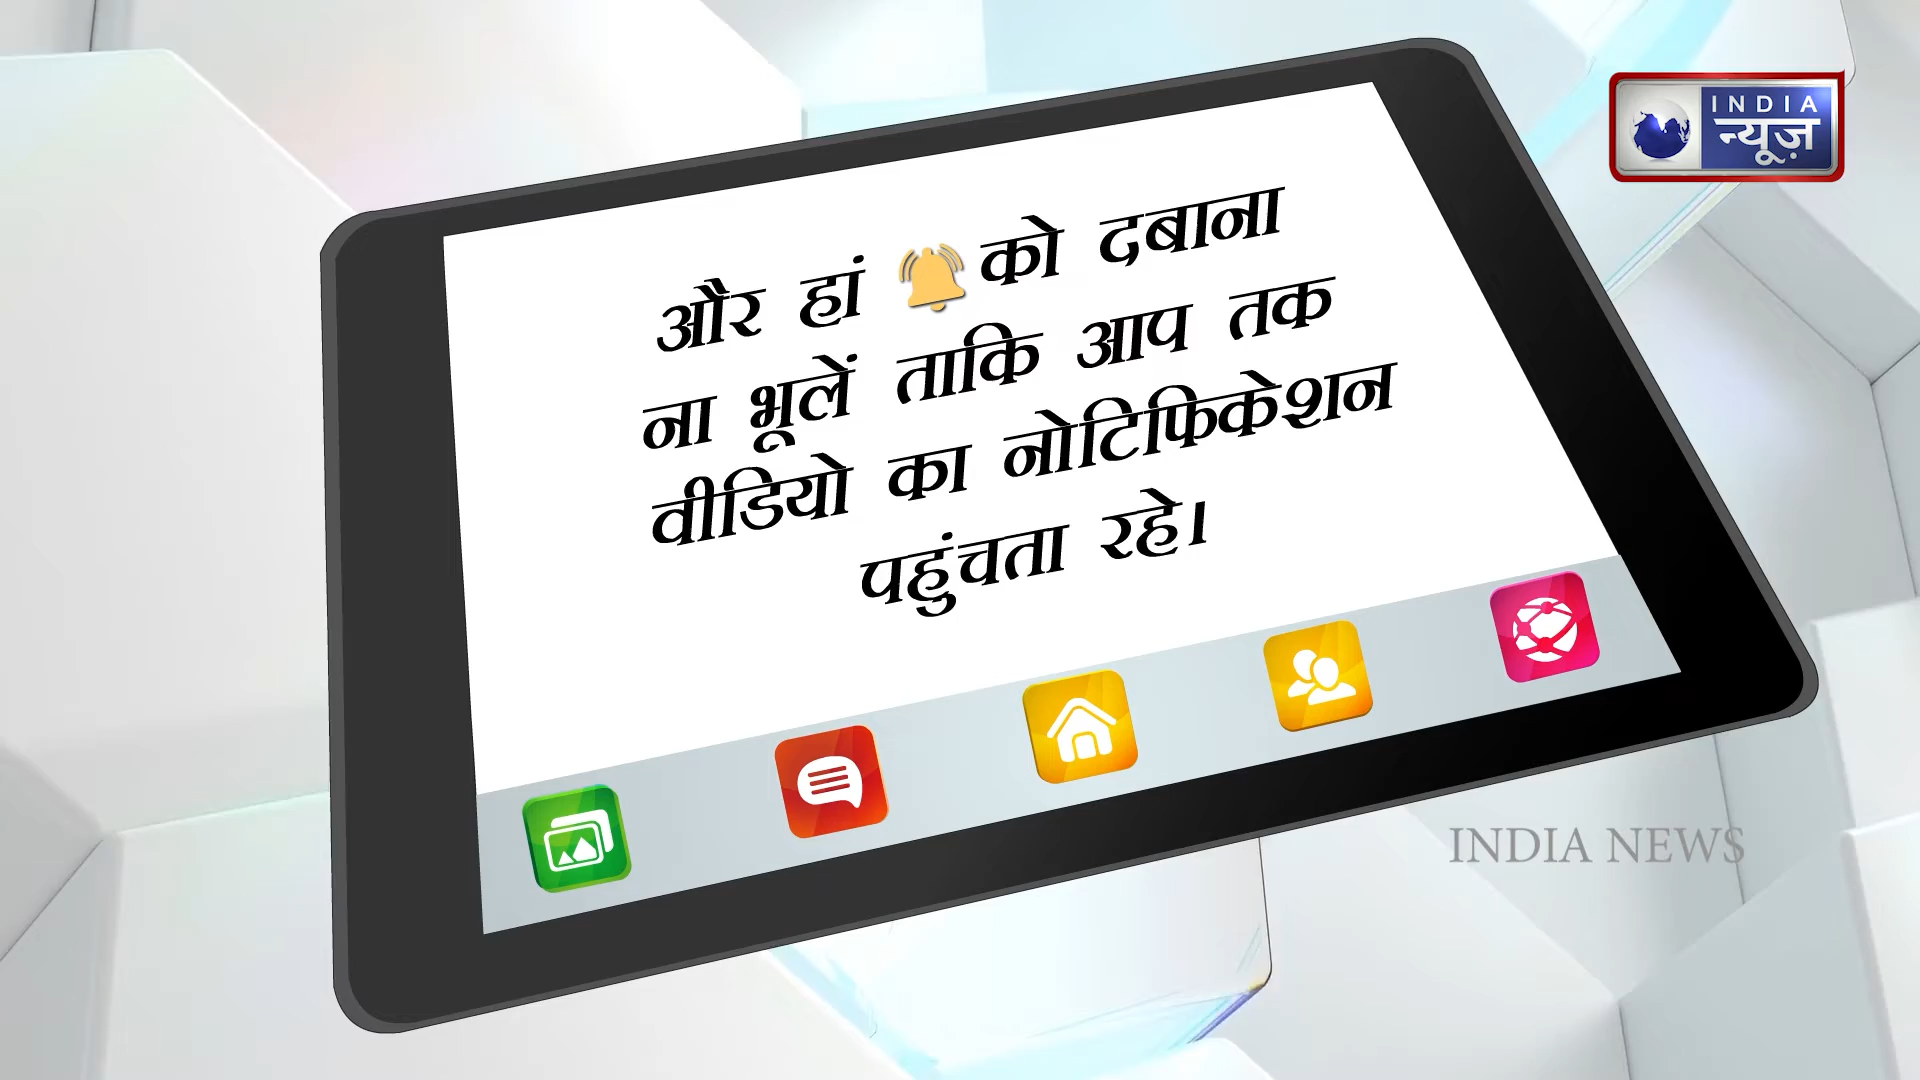 INDIA
न्यूज़
और हां 🔔 को दबाना
ना भूलें ताकि आप तक
वीडियो का नोटिफिकेशन
पहुंचता रहे।
INDIA NEWS